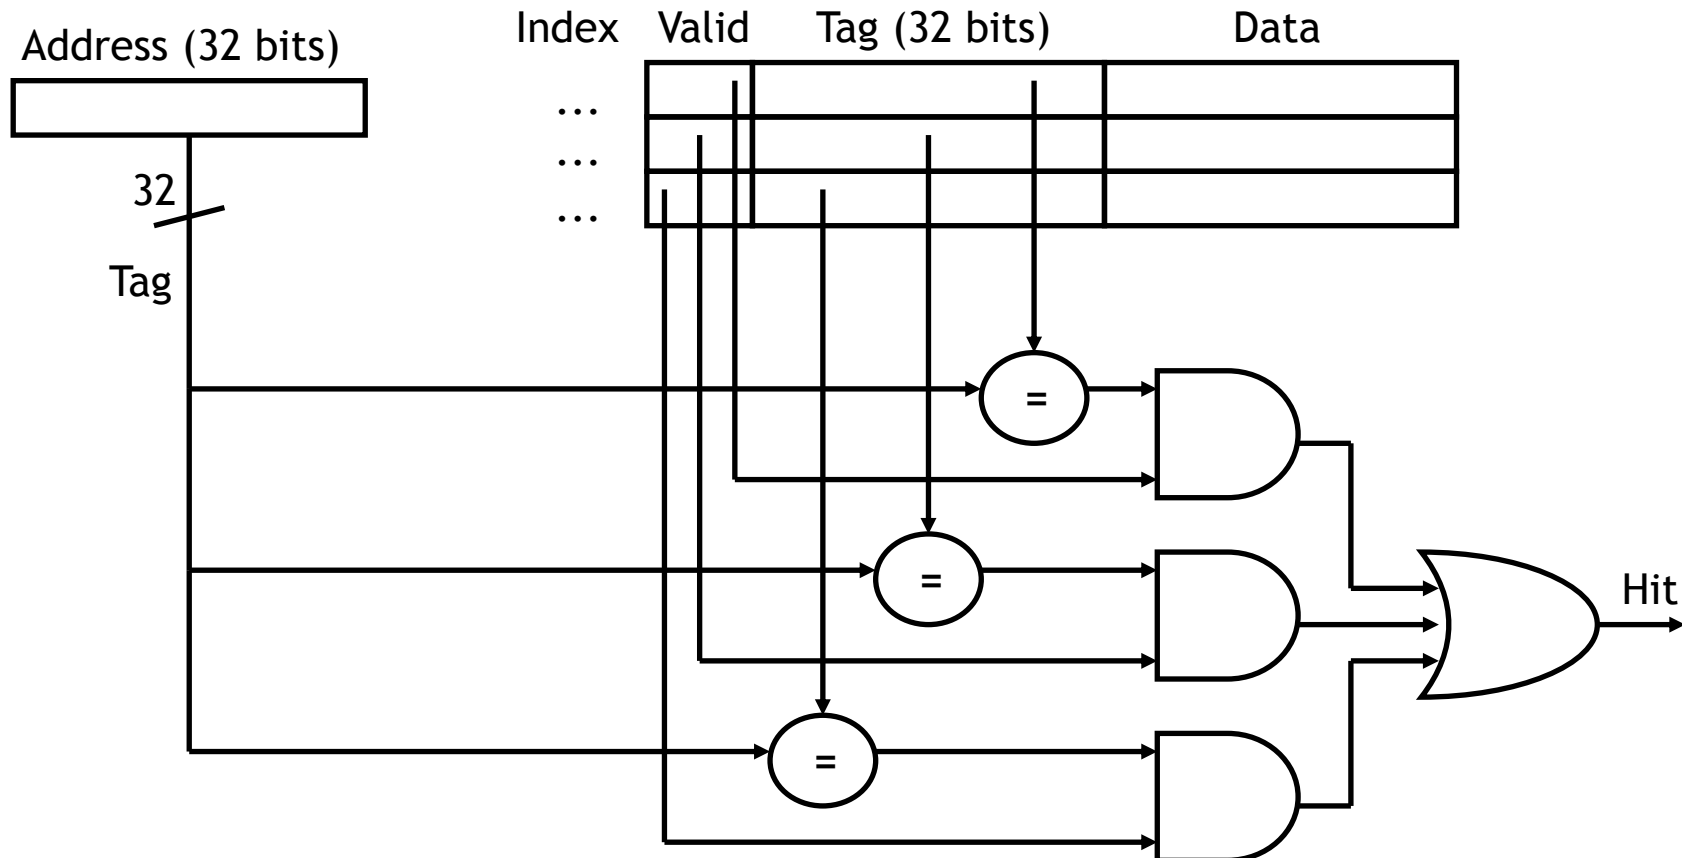 Address (32 bits)
Index Valid Tag (32 bits) Data
...
...
...
32
Tag
=
=
=
Hit